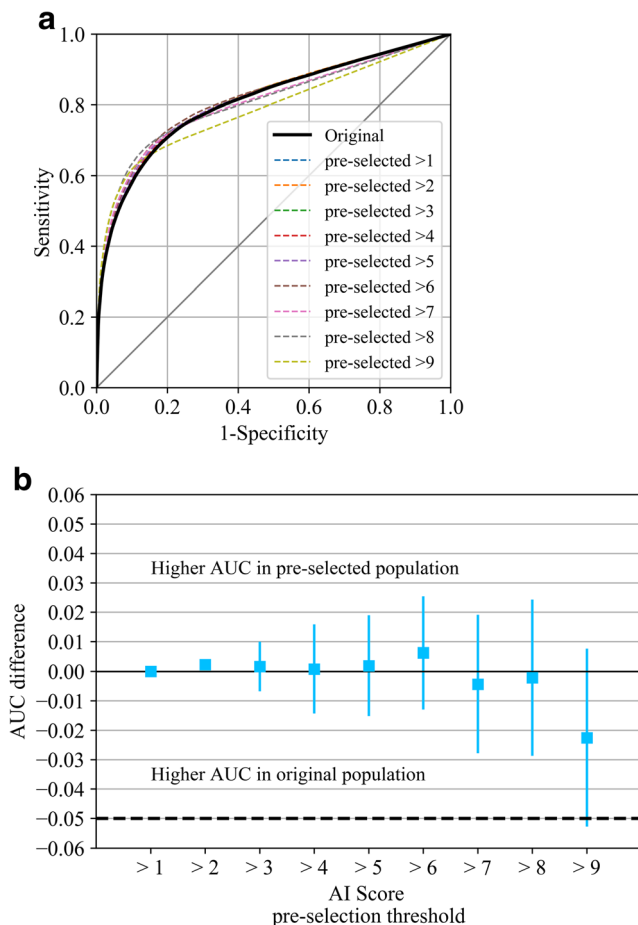 a
1.0
0.8
0.6
0.4
0.2
0.0
Sensitivity
Original
pre-selected >1
pre-selected >2
pre-selected >3
pre-selected >4
pre-selected >5
pre-selected >6
pre-selected >7
pre-selected >8
pre-selected >9
0.0 0.2 0.4 0.6 0.8 1.0
1-Specificity
b
0.06
0.05
0.04
0.03
0.02
0.01
0.00
−0.01
−0.02
−0.03
−0.04
−0.05
−0.06
AUC difference
Higher AUC in pre-selected population
Higher AUC in original population
> 1 > 2 > 3 > 4 > 5 > 6 > 7 > 8 > 9
AI Score
pre-selection threshold